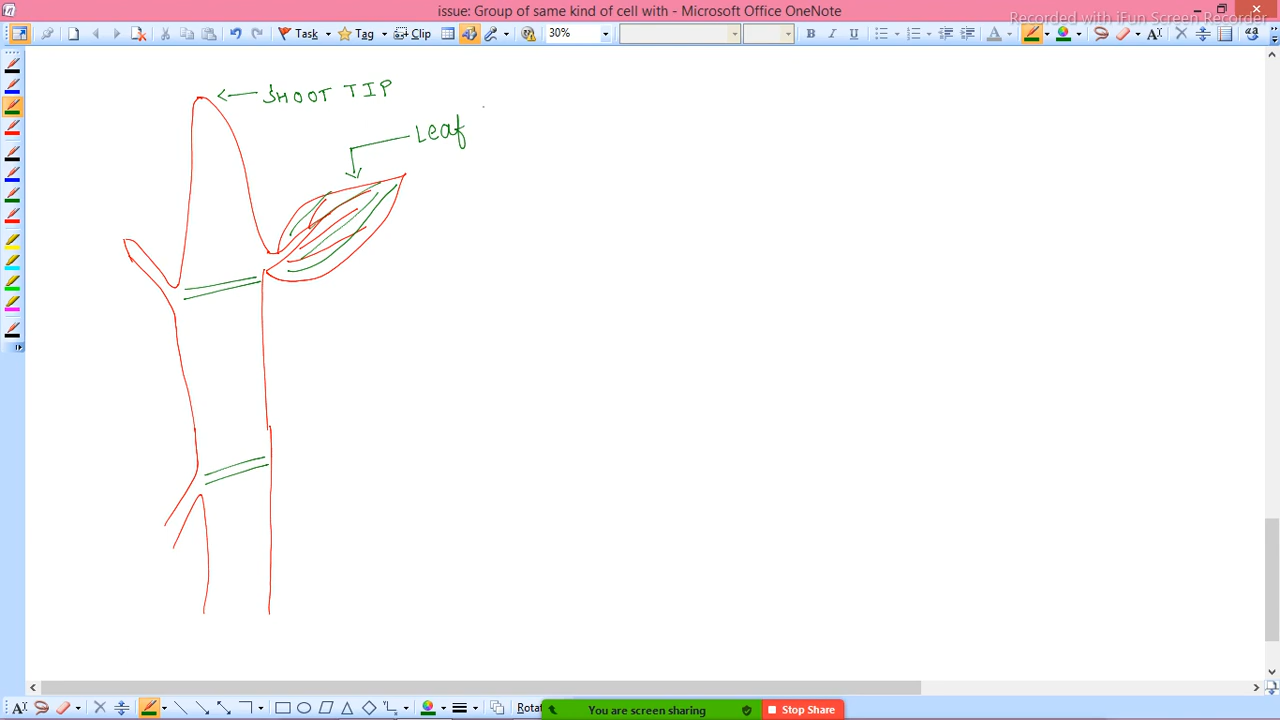 issue: Group of same kind of cell with - Microsoft Office OneNote
Recorded with iFun Screen Recorder
Task Tag Clip 30% B I U
SHOOT TIP
Leaf
Rotat
You are screen sharing Stop Share